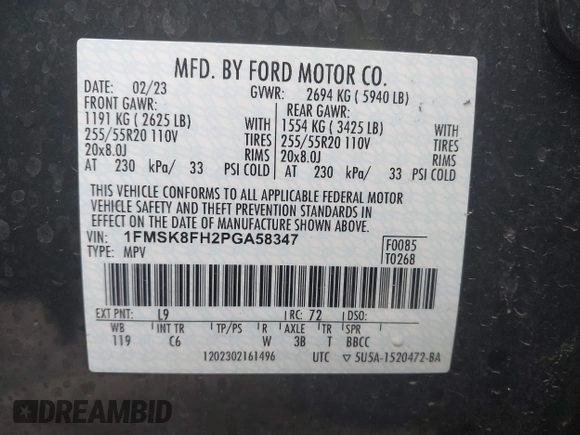 MFD. BY FORD MOTOR CO.
DATE: 02/23 GVWR: 2694 KG ( 5940 LB)
FRONT GAWR: REAR GAWR:
1191 KG ( 2625 LB) WITH 1554 KG ( 3425 LB) WITH
255/55R20 110V TIRES 255/55R20 110V TIRES
20x8.0J RIMS 20x8.0J RIMS
AT 230 kPa/ 33 PSI COLD AT 230 kPa/ 33 PSI COLD
THIS VEHICLE CONFORMS TO ALL APPLICABLE FEDERAL MOTOR
VEHICLE SAFETY AND THEFT PREVENTION STANDARDS IN
EFFECT ON THE DATE OF MANUFACTURE SHOWN ABOVE.
VIN: 1FMSK8FH2PGA58347 F0085
TYPE: MPV T0268
EXT PNT: L9 RC: 72 DSO:
WB INT TR TP/PS R AXLE TR SPR
119 C6 W 3B T BBCC
1202302161496 UTC ▽ 5U5A-1520472-BA
DREAMBID